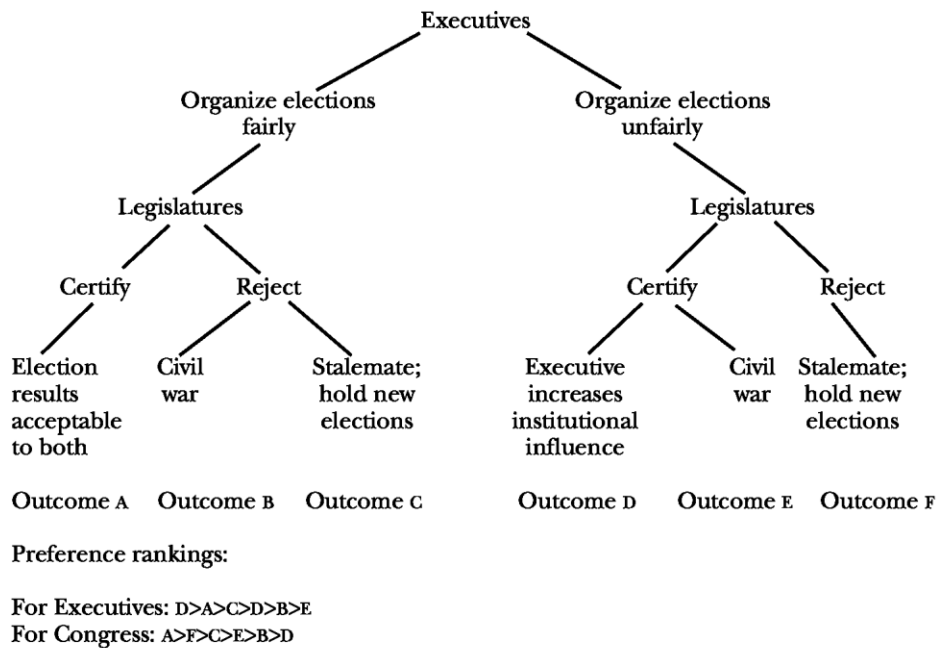 Executives
Organize elections
fairly
Organize elections
unfairly
Legislatures
Legislatures
Certify
Reject
Certify
Reject
Election
results
acceptable
to both
Civil
war
Stalemate;
hold new
elections
Executive
increases
institutional
influence
Civil
war
Stalemate;
hold new
elections
Outcome A
Outcome B
Outcome C
Outcome D
Outcome E
Outcome F
Preference rankings:
For Executives: D>A>C>D>B>E
For Congress: A>F>C>E>B>D